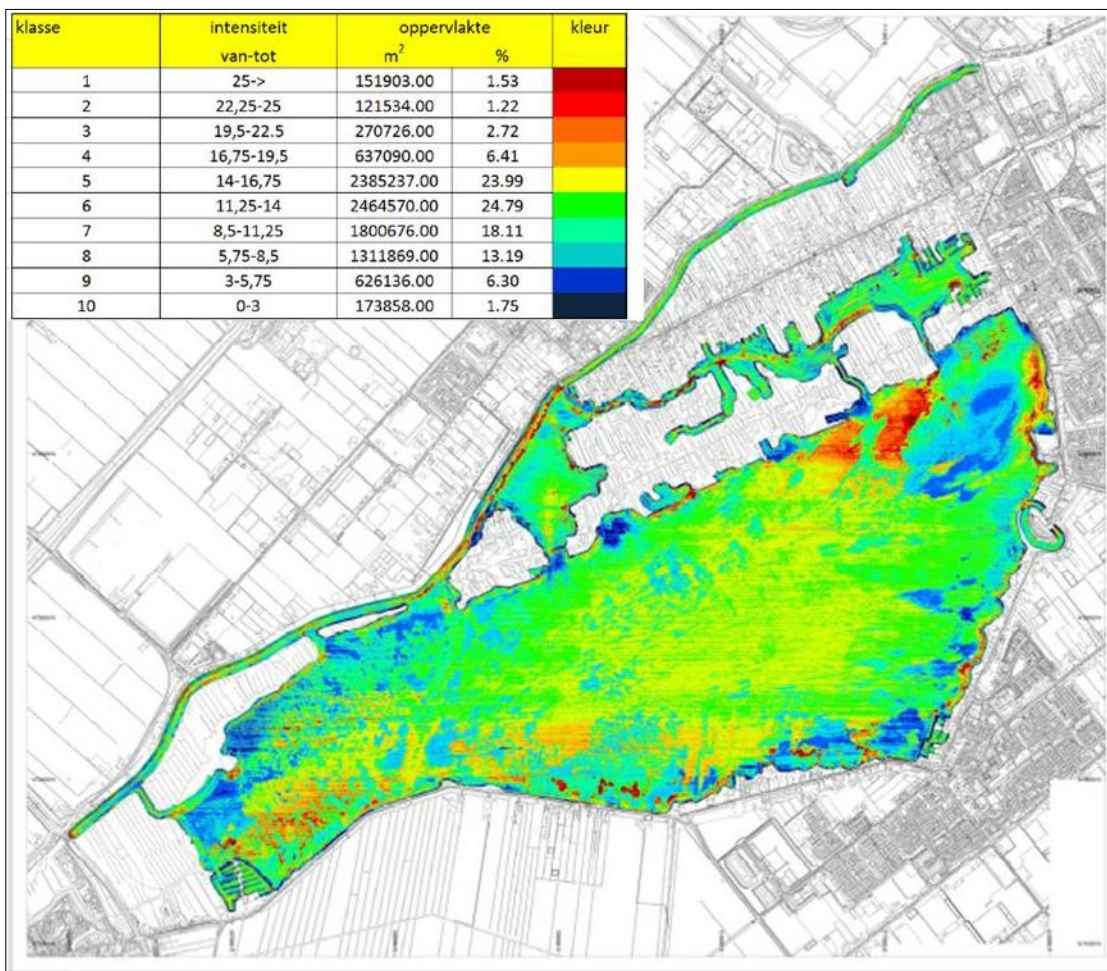 klasse intensiteit oppervlakte kleur
van-tot m² %
1 25-> 151903.00 1.53
2 22,25-25 121534.00 1.22
3 19,5-22.5 270726.00 2.72
4 16,75-19,5 637090.00 6.41
5 14-16,75 2385237.00 23.99
6 11,25-14 2464570.00 24.79
7 8,5-11,25 1800676.00 18.11
8 5,75-8,5 1311869.00 13.19
9 3-5,75 626136.00 6.30
10 0-3 173858.00 1.75